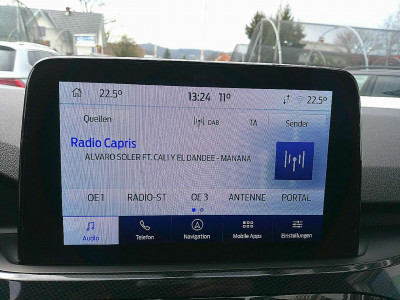 22.5° 13:24 11° 22.5°
Quellen DAB 1A Sender
Radio Capris
ALVARO SOLER FT. CALI Y EL DANDEE - MANANA
OE 1 RADIO-ST OE 3 ANTENNE PORTAL
Audio Telefon Navigation Mobile Apps Einstellungen